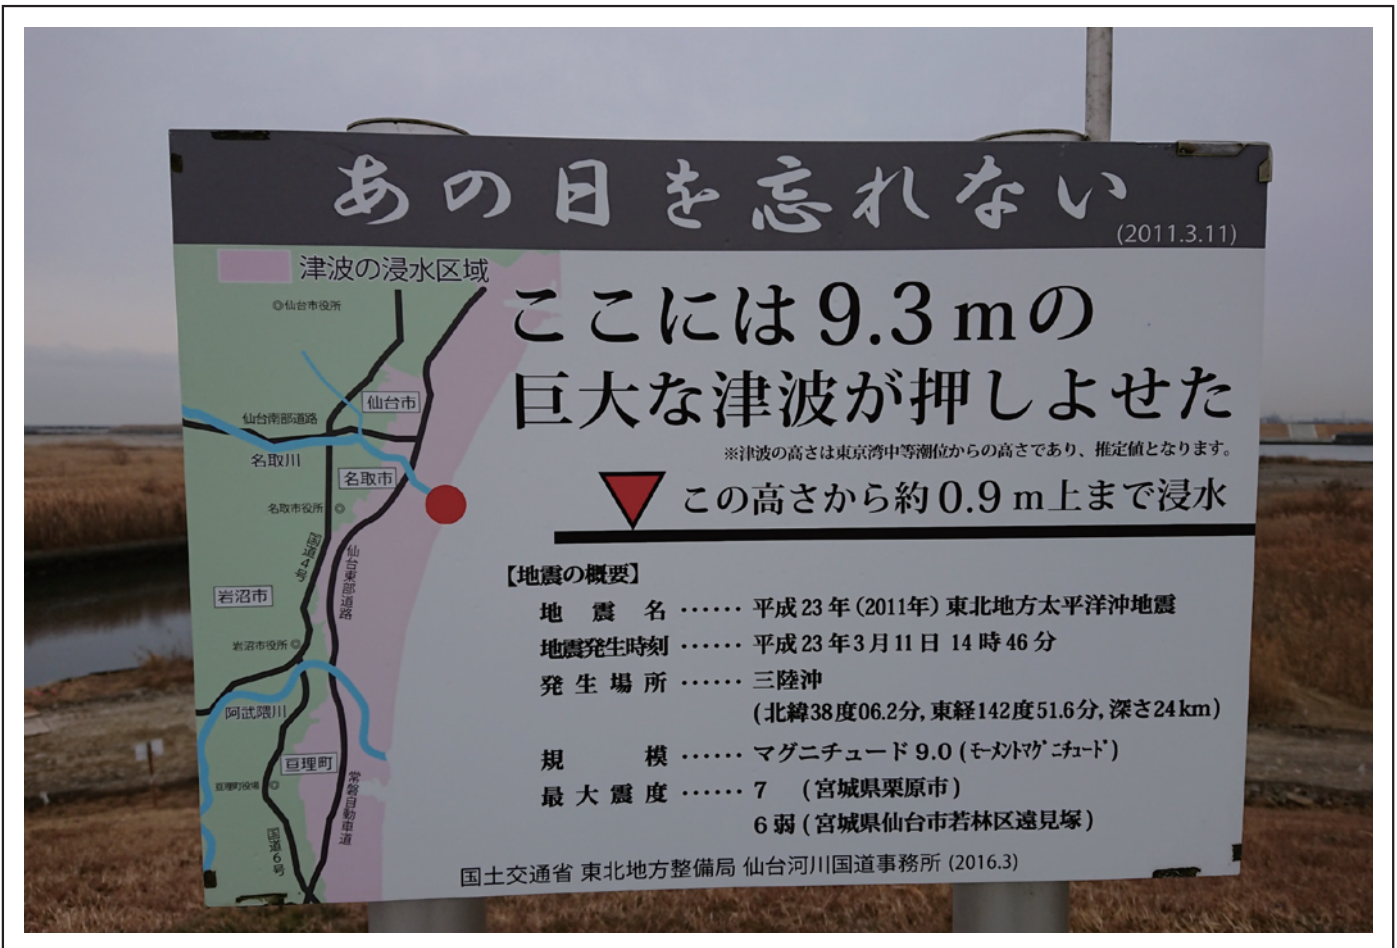 あの日を忘れない
(2011.3.11)
津波の浸水区域
◎仙台市役所
仙台市
仙台南部道路
名取川
名取市
名取市役所◎
国道4号
仙台東部道路
岩沼市
岩沼市役所◎
阿武隈川
亘理町
亘理町役場◎
常磐自動車道
国道6号
ここには9.3mの
巨大な津波が押しよせた
※津波の高さは東京湾中等潮位からの高さであり、推定値となります。
この高さから約0.9m上まで浸水
【地震の概要】
地震名……平成23年(2011年)東北地方太平洋沖地震
地震発生時刻……平成23年3月11日 14時46分
発生場所……三陸沖
(北緯38度06.2分,東経142度51.6分,深さ24km)
規模……マグニチュード9.0(ﾓｰﾒﾝﾄﾏｸﾞﾆﾁｭｰﾄﾞ)
最大震度……7 (宮城県栗原市)
6弱(宮城県仙台市若林区遠見塚)
国土交通省 東北地方整備局 仙台河川国道事務所 (2016.3)